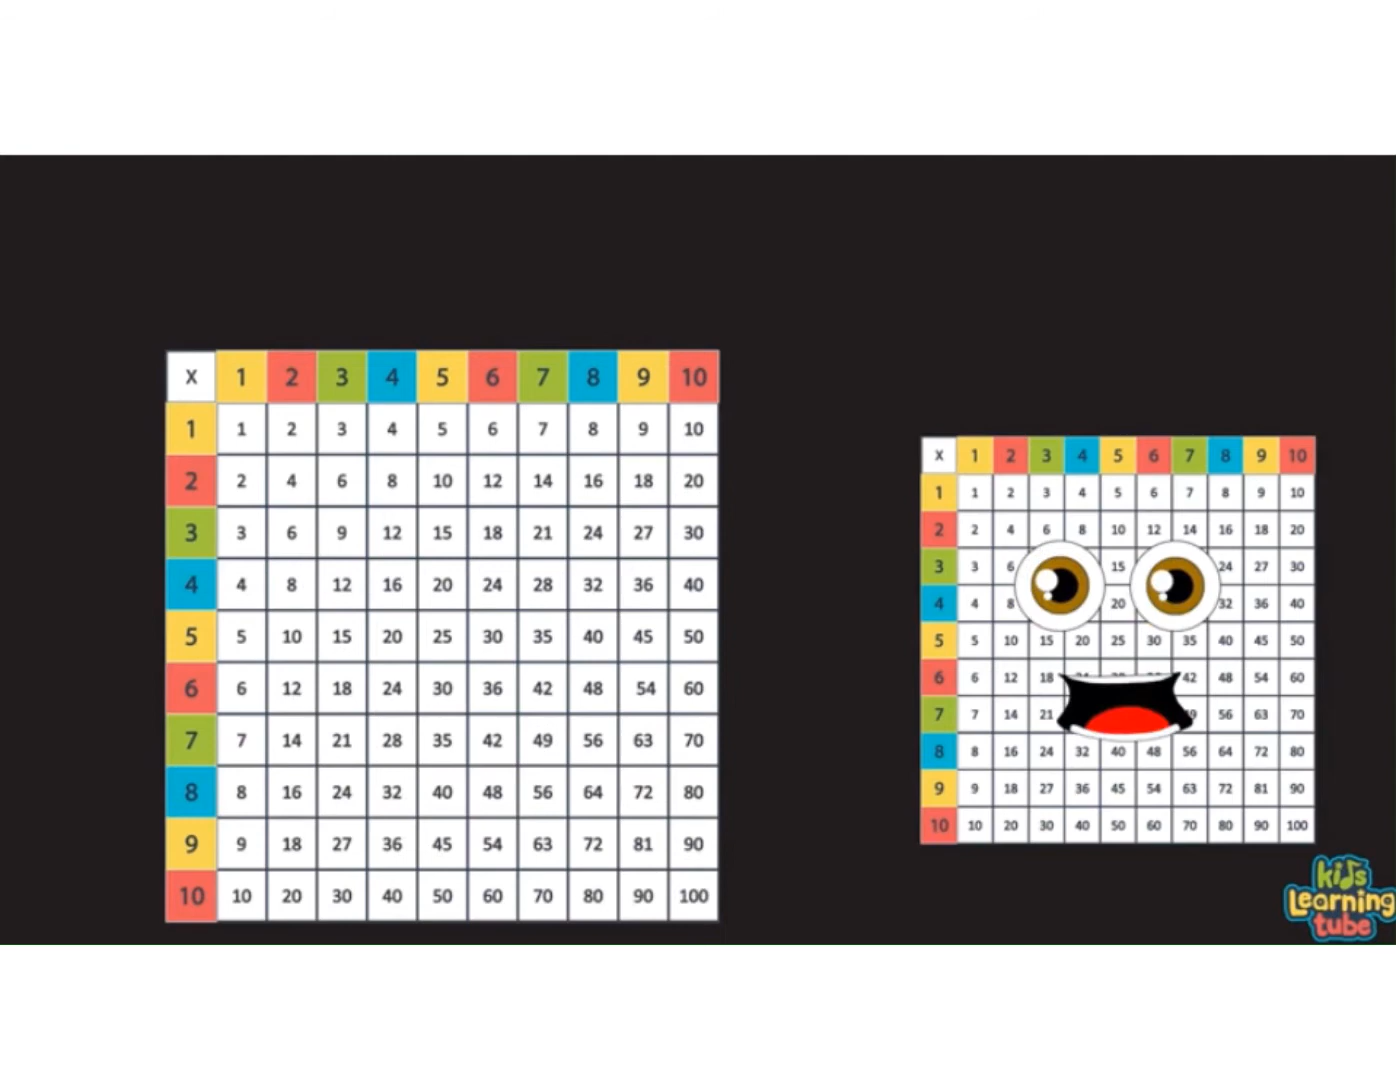 X 1 2 3 4 5 6 7 8 9 10
1 1 2 3 4 5 6 7 8 9 10
2 2 4 6 8 10 12 14 16 18 20
3 3 6 9 12 15 18 21 24 27 30
4 4 8 12 16 20 24 28 32 36 40
5 5 10 15 20 25 30 35 40 45 50
6 6 12 18 24 30 36 42 48 54 60
7 7 14 21 28 35 42 49 56 63 70
8 8 16 24 32 40 48 56 64 72 80
9 9 18 27 36 45 54 63 72 81 90
10 10 20 30 40 50 60 70 80 90 100
X 1 2 3 4 5 6 7 8 9 10
1 1 2 3 4 5 6 7 8 9 10
2 2 4 6 8 10 12 14 16 18 20
3 3 6 15 24 27 30
4 4 8 20 32 36 40
5 5 10 15 20 25 30 35 40 45 50
6 6 12 18 42 48 54 60
7 7 14 21 56 63 70
8 8 16 24 32 40 48 56 64 72 80
9 9 18 27 36 45 54 63 72 81 90
10 10 20 30 40 50 60 70 80 90 100
kids
Learning
tube